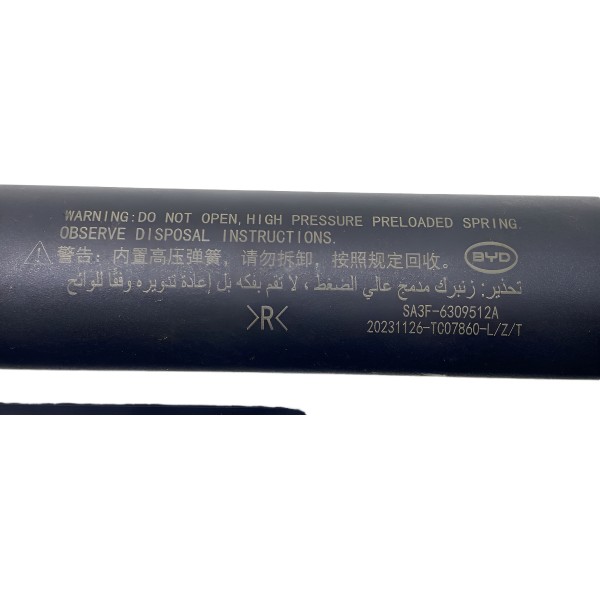 WARNING:DO NOT OPEN,HIGH PRESSURE PRELOADED SPRING.
OBSERVE DISPOSAL INSTRUCTIONS.
警告：内置高压弹簧，请勿拆卸，按照规定回收。
BYD
تحذير: زنبرك مدمج عالي الضغط، لا تقم بفكه بل إعادة تدويره وفقًا للوائح
>R<
SA3F-6309512A
20231126-TC07860-L/Z/T